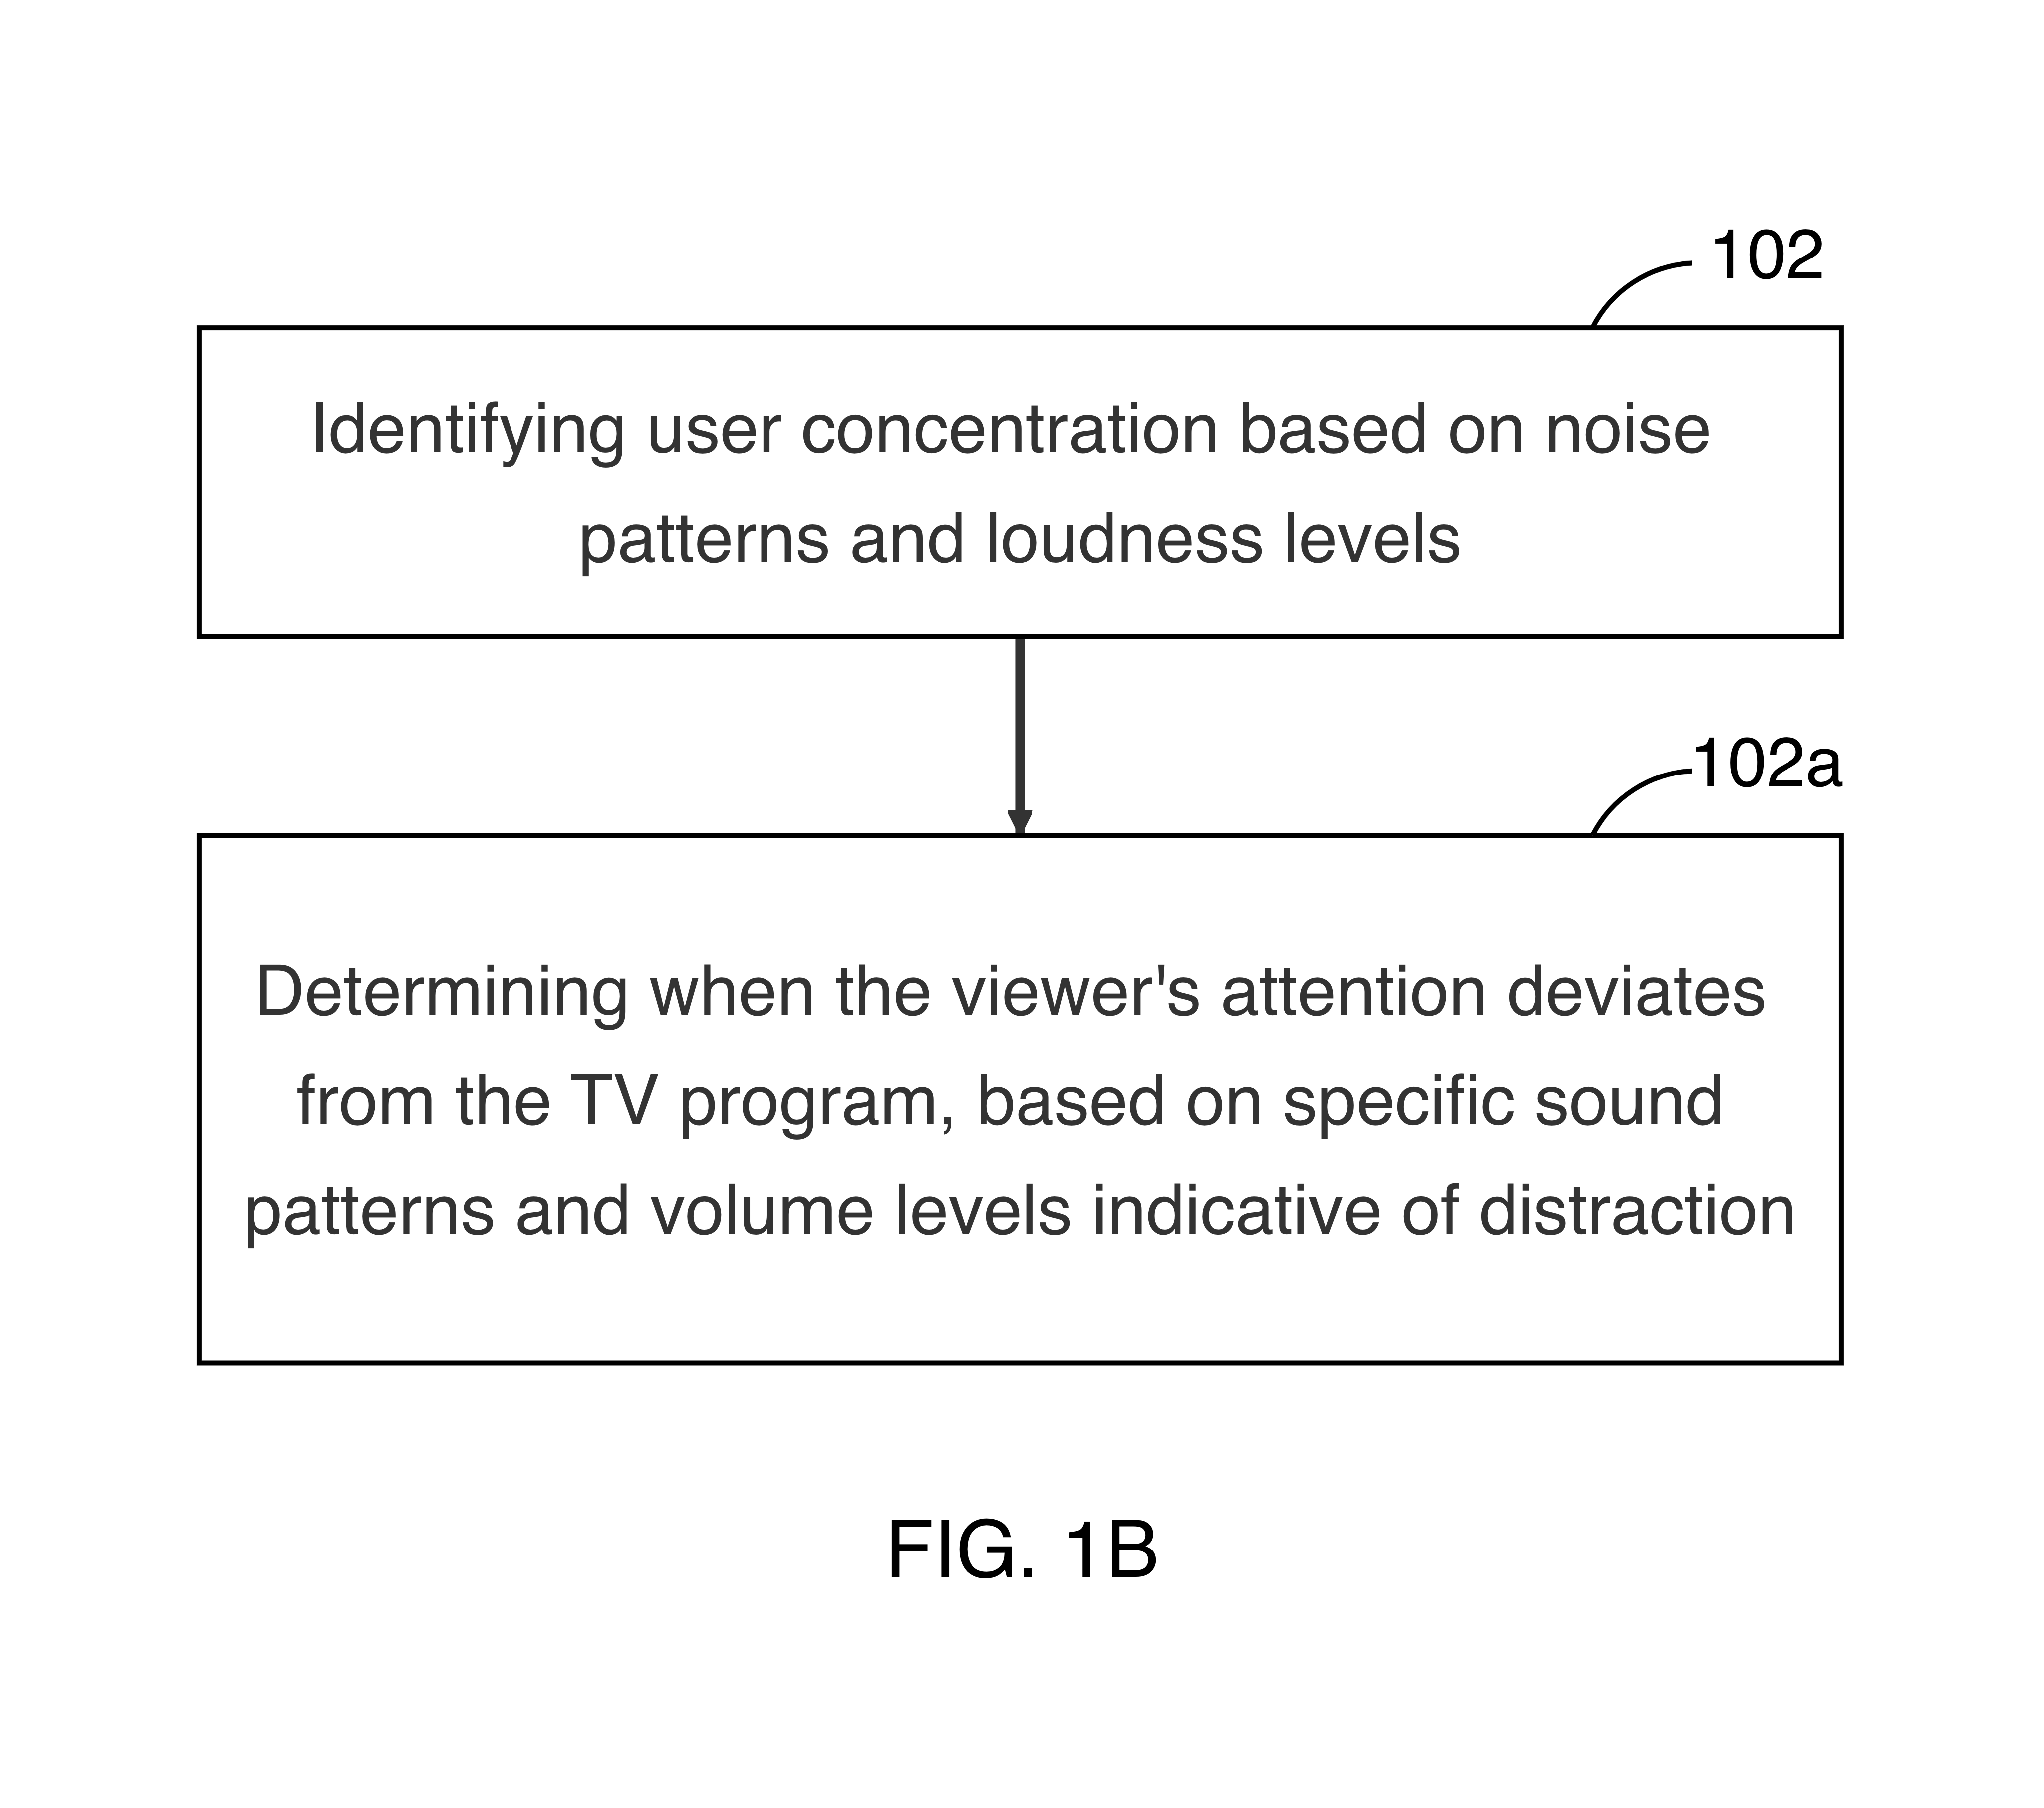 102
Identifying user concentration based on noise
patterns and loudness levels
102a
Determining when the viewer's attention deviates
from the TV program, based on specific sound
patterns and volume levels indicative of distraction
FIG. 1B